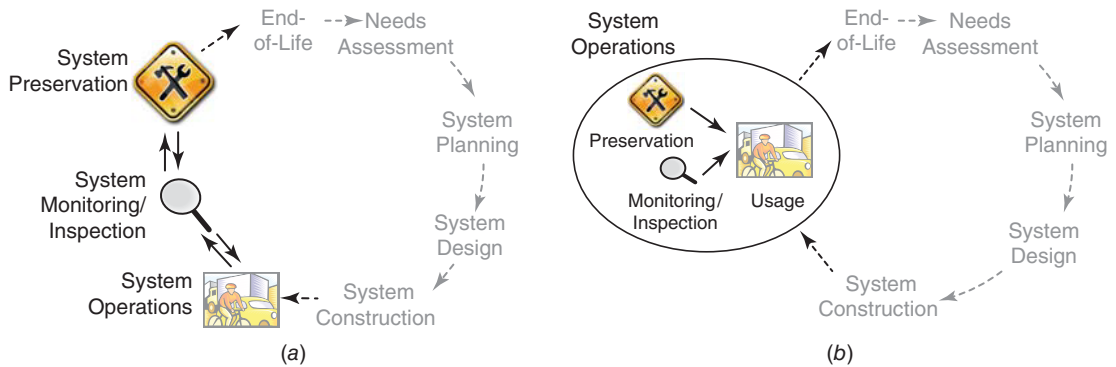 End-
of-Life
Needs
Assessment
System
Planning
System
Design
System
Construction
System
Operations
System
Monitoring/
Inspection
System
Preservation
(a)
System
Operations
Preservation
Monitoring/
Inspection
Usage
End-
of-Life
Needs
Assessment
System
Planning
System
Design
System
Construction
(b)